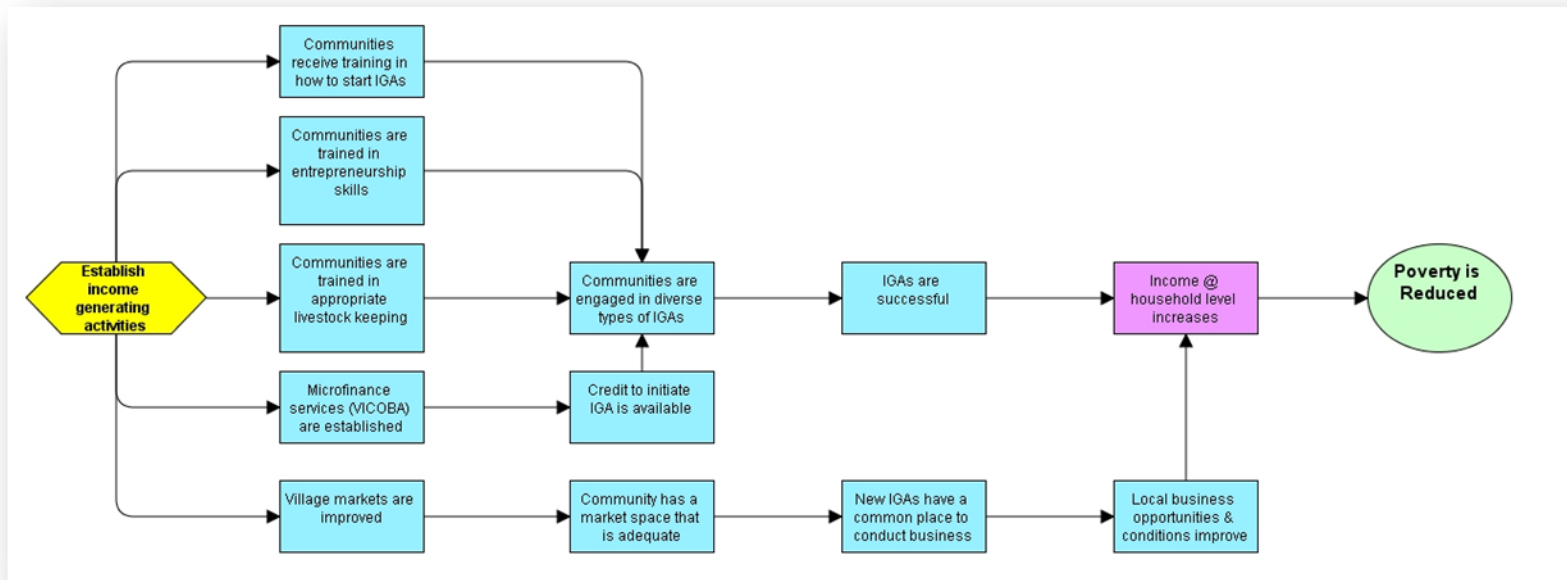 Communities
receive training in
how to start IGAs
Communities are
trained in
entrepreneurship
skills
Establish
income
generating
activities
Communities are
trained in
appropriate
livestock keeping
Communities are
engaged in diverse
types of IGAs
IGAs are
successful
Income @
household level
increases
Poverty is
Reduced
Microfinance
services (VICOBA)
are established
Credit to initiate
IGA is available
Village markets are
improved
Community has a
market space that
is adequate
New IGAs have a
common place to
conduct business
Local business
opportunities &
conditions improve